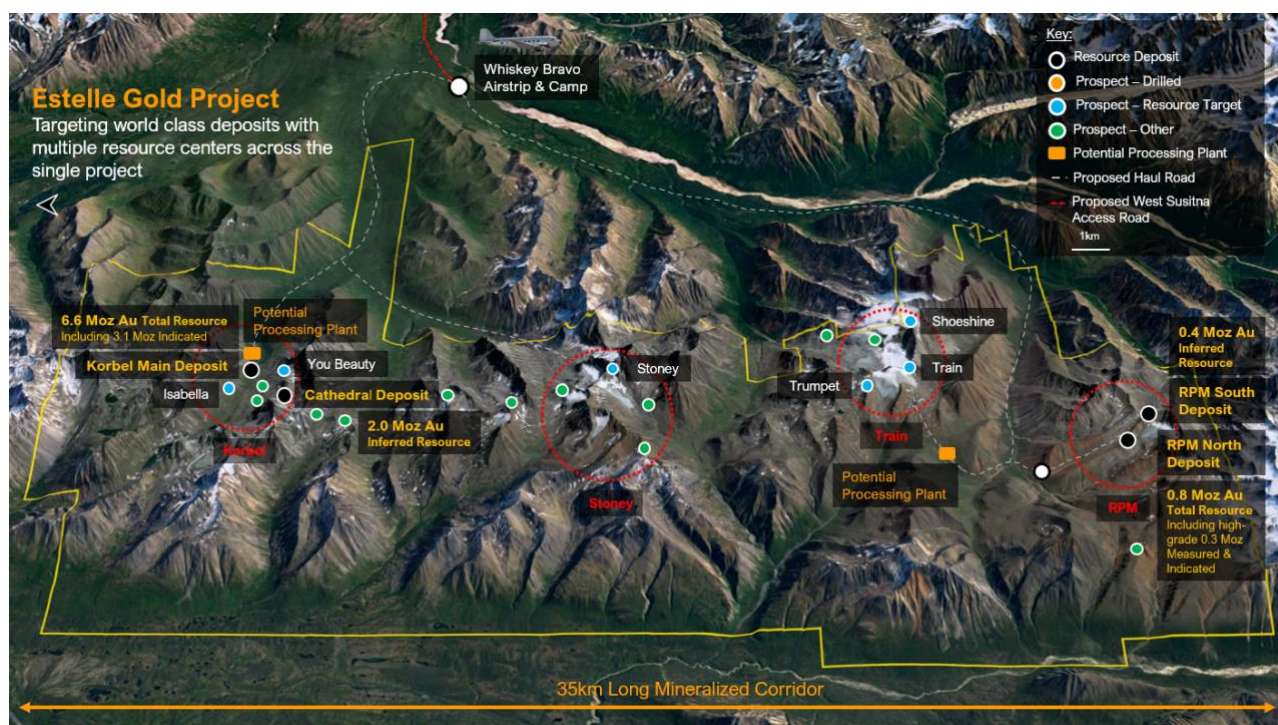 Estelle Gold Project
Targeting world class deposits with
multiple resource centers across the
single project
Whiskey Bravo
Airstrip & Camp
Key:
Resource Deposit
Prospect – Drilled
Prospect – Resource Target
Prospect – Other
Potential Processing Plant
Proposed Haul Road
Proposed West Susitna
Access Road
1km
6.6 Moz Au Total Resource
Including 3.1 Moz Indicated
Potential
Processing Plant
Korbel Main Deposit
You Beauty
Isabella
Cathedral Deposit
2.0 Moz Au
Inferred Resource
Korbel
Stoney
Stoney
Shoeshine
Train
Trumpet
Train
Potential
Processing Plant
0.4 Moz Au
Inferred
Resource
RPM South
Deposit
RPM North
Deposit
RPM
0.8 Moz Au
Total Resource
Including high-
grade 0.3 Moz
Measured &
Indicated
35km Long Mineralized Corridor